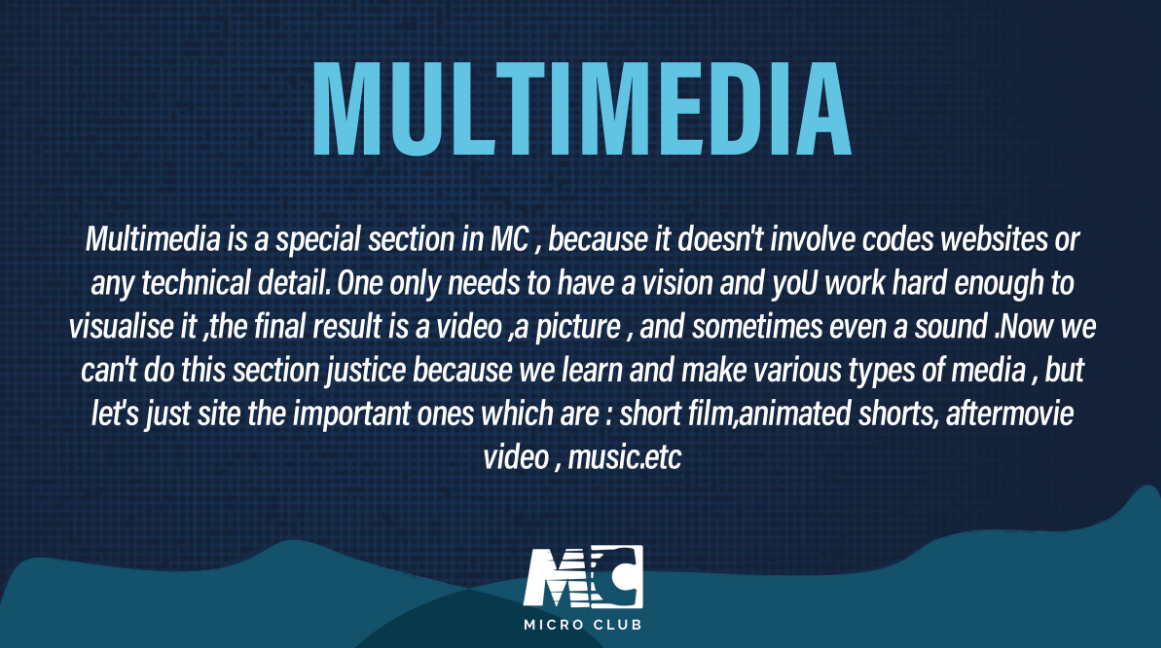 MULTIMEDIA
Multimedia is a special section in MC , because it doesn't involve codes websites or
any technical detail. One only needs to have a vision and yoU work hard enough to
visualise it ,the final result is a video ,a picture , and sometimes even a sound .Now we
can't do this section justice because we learn and make various types of media , but
let's just site the important ones which are : short film,animated shorts, aftermovie
video , music.etc
MC
MICRO CLUB